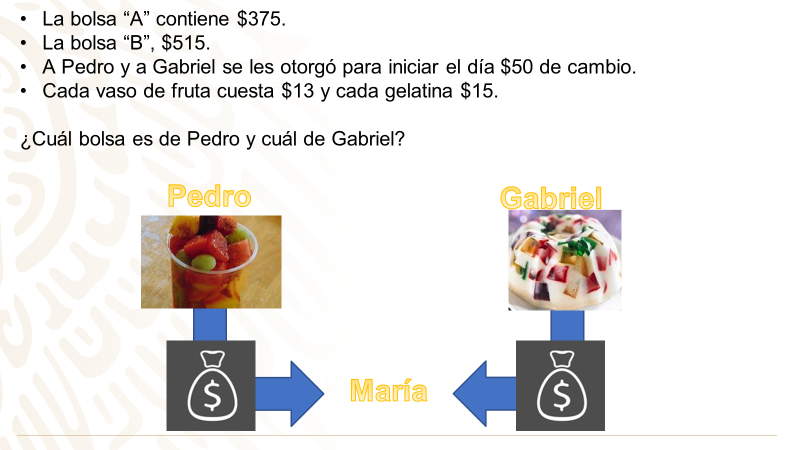 • La bolsa “A” contiene $375.
• La bolsa “B”, $515.
• A Pedro y a Gabriel se les otorgó para iniciar el día $50 de cambio.
• Cada vaso de fruta cuesta $13 y cada gelatina $15.
¿Cuál bolsa es de Pedro y cuál de Gabriel?
Pedro
Gabriel
$
María
$